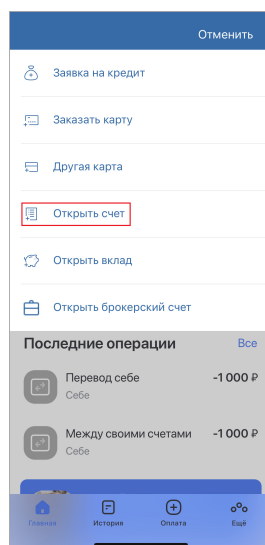 Отменить
Заявка на кредит
Заказать карту
Другая карта
Открыть счет
Открыть вклад
Открыть брокерский счет
Последние операции Все
Перевод себе -1 000 ₽
Себе
Между своими счетами -1 000 ₽
Себе
Главная История Оплата Ещё